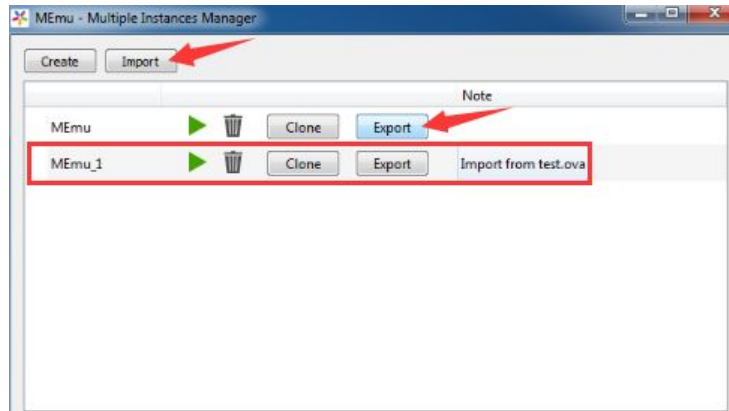 MEmu - Multiple Instances Manager
Create Import
Note
MEmu Clone Export
MEmu_1 Clone Export Import from test.ova